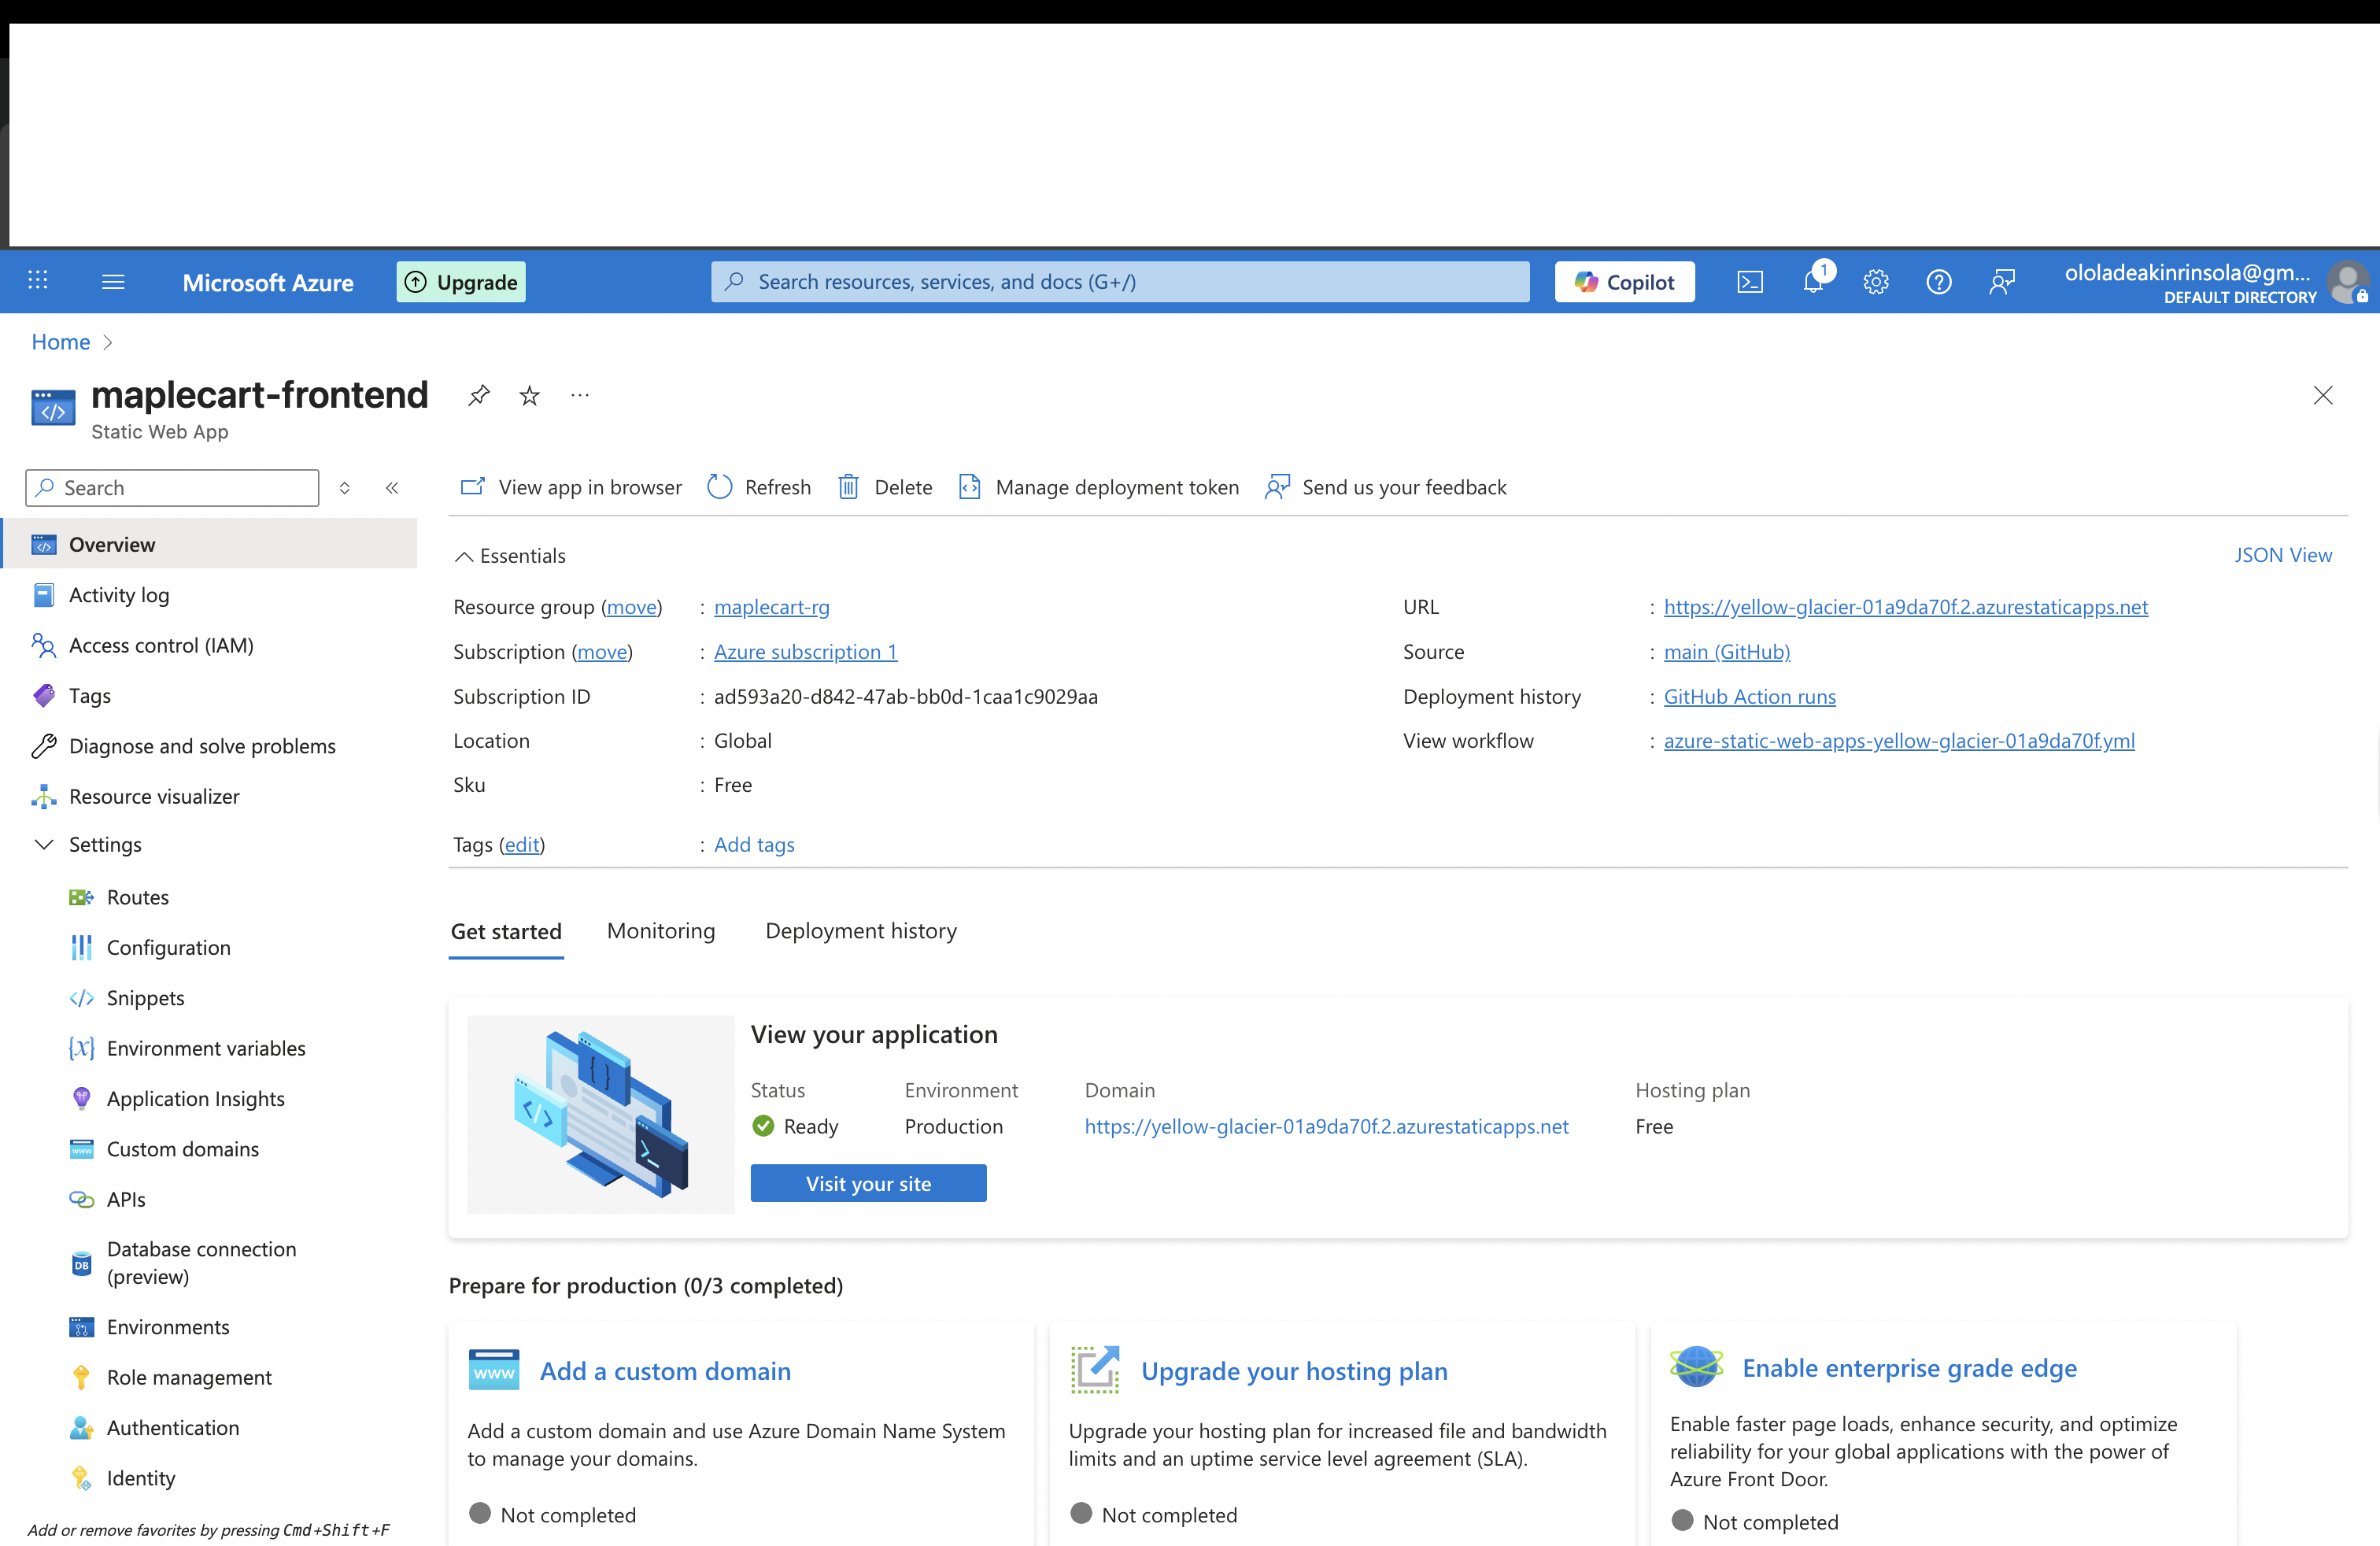 Microsoft Azure
Upgrade
Search resources, services, and docs (G+/)
Copilot
1
ololadeakinrinsola@gm...
DEFAULT DIRECTORY
Home
maplecart-frontend
Static Web App
Search
View app in browser
Refresh
Delete
Manage deployment token
Send us your feedback
Overview
Activity log
Access control (IAM)
Tags
Diagnose and solve problems
Resource visualizer
Settings
Routes
Configuration
Snippets
Environment variables
Application Insights
Custom domains
APIs
Database connection
(preview)
Environments
Role management
Authentication
Identity
Add or remove favorites by pressing Cmd+Shift+F
Essentials
JSON View
Resource group (move) : maplecart-rg
Subscription (move) : Azure subscription 1
Subscription ID : ad593a20-d842-47ab-bb0d-1caa1c9029aa
Location : Global
Sku : Free
Tags (edit) : Add tags
URL : https://yellow-glacier-01a9da70f.2.azurestaticapps.net
Source : main (GitHub)
Deployment history : GitHub Action runs
View workflow : azure-static-web-apps-yellow-glacier-01a9da70f.yml
Get started
Monitoring
Deployment history
View your application
Status
Environment
Domain
Hosting plan
Ready
Production
https://yellow-glacier-01a9da70f.2.azurestaticapps.net
Free
Visit your site
Prepare for production (0/3 completed)
www
Add a custom domain
Add a custom domain and use Azure Domain Name System
to manage your domains.
Not completed
Upgrade your hosting plan
Upgrade your hosting plan for increased file and bandwidth
limits and an uptime service level agreement (SLA).
Not completed
Enable enterprise grade edge
Enable faster page loads, enhance security, and optimize
reliability for your global applications with the power of
Azure Front Door.
Not completed